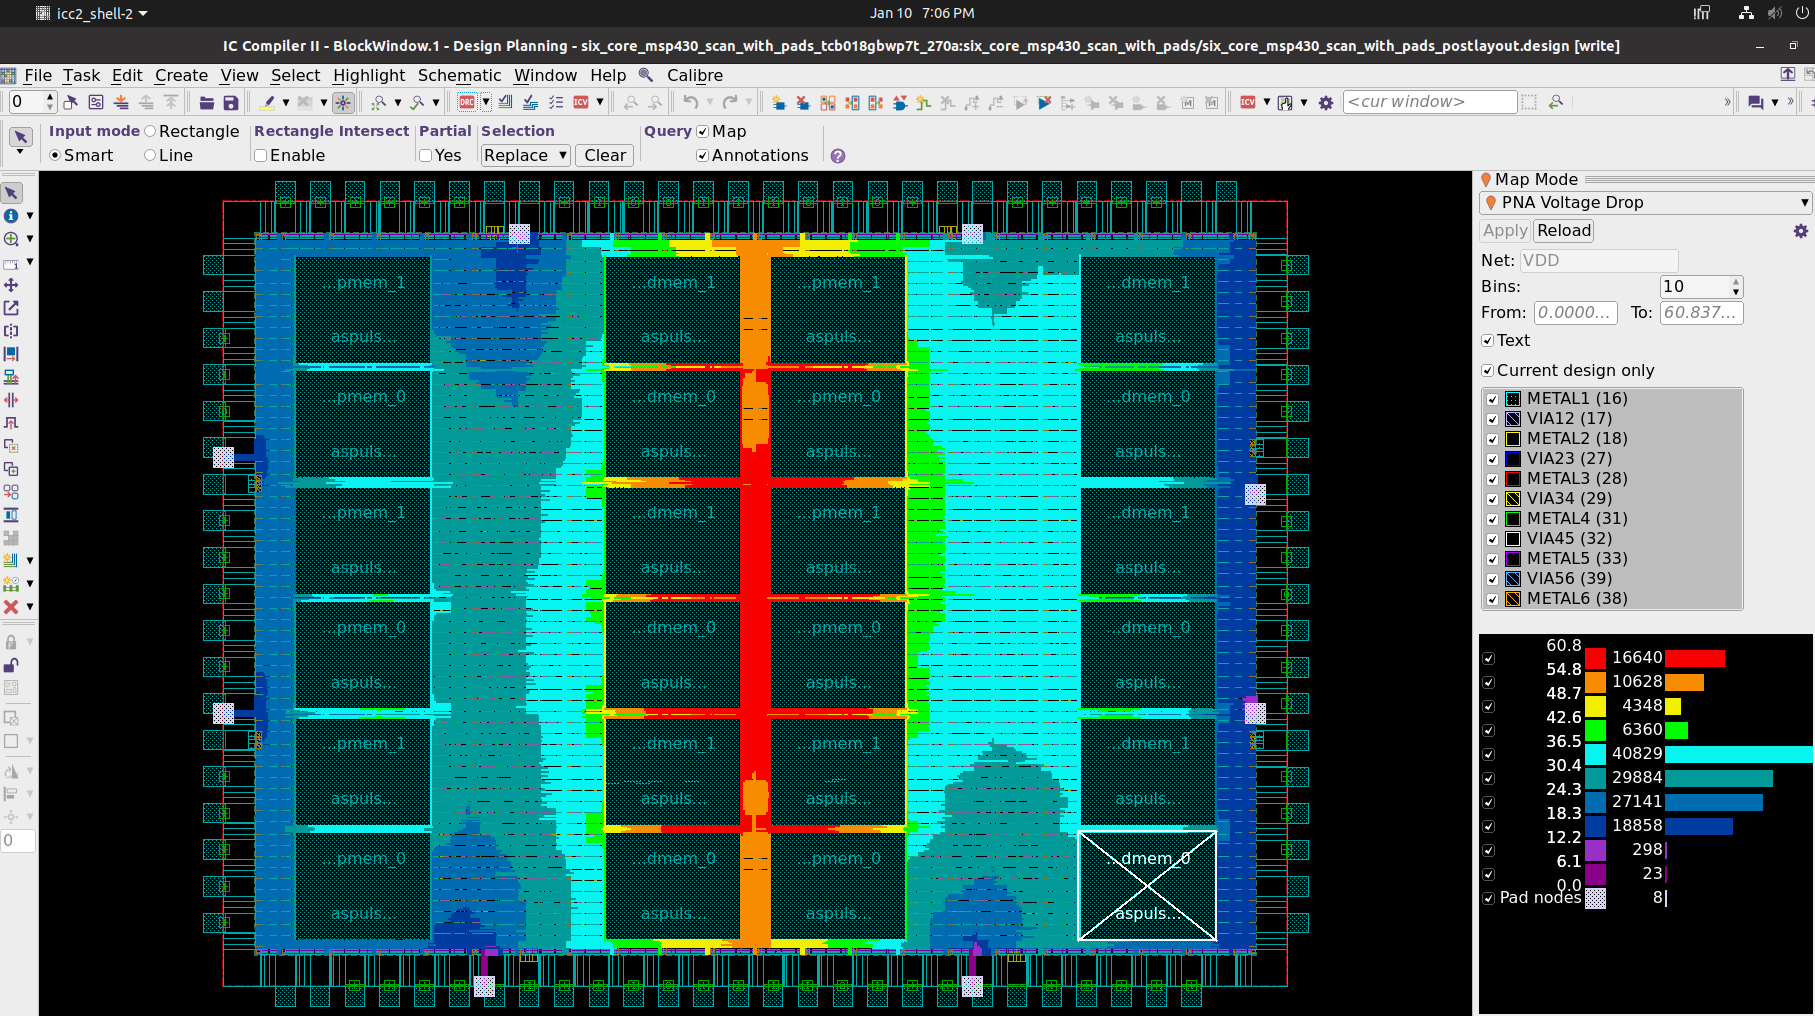 icc2_shell-2
Jan 10 7:06 PM
IC Compiler II - BlockWindow.1 - Design Planning - six_core_msp430_scan_with_pads_tcb018gbwp7t_270a:six_core_msp430_scan_with_pads/six_core_msp430_scan_with_pads_postlayout.design [write]
File Task Edit Create View Select Highlight Schematic Window Help Calibre
0 DRC ICV ICV <cur window>
Input mode Rectangle Rectangle Intersect Partial Selection Query Map
Smart Line Enable Yes Replace Clear Annotations
Map Mode
PNA Voltage Drop
Apply Reload
Net: VDD
Bins: 10
From: 0.0000... To: 60.837...
Text
Current design only
METAL1 (16)
VIA12 (17)
METAL2 (18)
VIA23 (27)
METAL3 (28)
VIA34 (29)
METAL4 (31)
VIA45 (32)
METAL5 (33)
VIA56 (39)
METAL6 (38)
60.8
16640
54.8
10628
48.7
4348
42.6
6360
36.5
40829
30.4
29884
24.3
27141
18.3
18858
12.2
298
6.1
23
0.0
Pad nodes 8
...pmem_1 ...dmem_1 ...pmem_1 ...dmem_1
aspuls... aspuls... aspuls... aspuls...
...pmem_0 ...dmem_0 ...pmem_0 ...dmem_0
aspuls... aspuls... aspuls... aspuls...
...pmem_1 ...dmem_1 ...pmem_1 ...dmem_1
aspuls... aspuls... aspuls... aspuls...
...pmem_0 ...dmem_0 ...pmem_0 ...dmem_0
aspuls... aspuls... aspuls... aspuls...
...pmem_1 ...dmem_1 ...pmem_1 ...dmem_1
aspuls... aspuls... aspuls... aspuls...
...pmem_0 ...dmem_0 ...pmem_0 ...dmem_0
aspuls... aspuls... aspuls... aspuls...
0